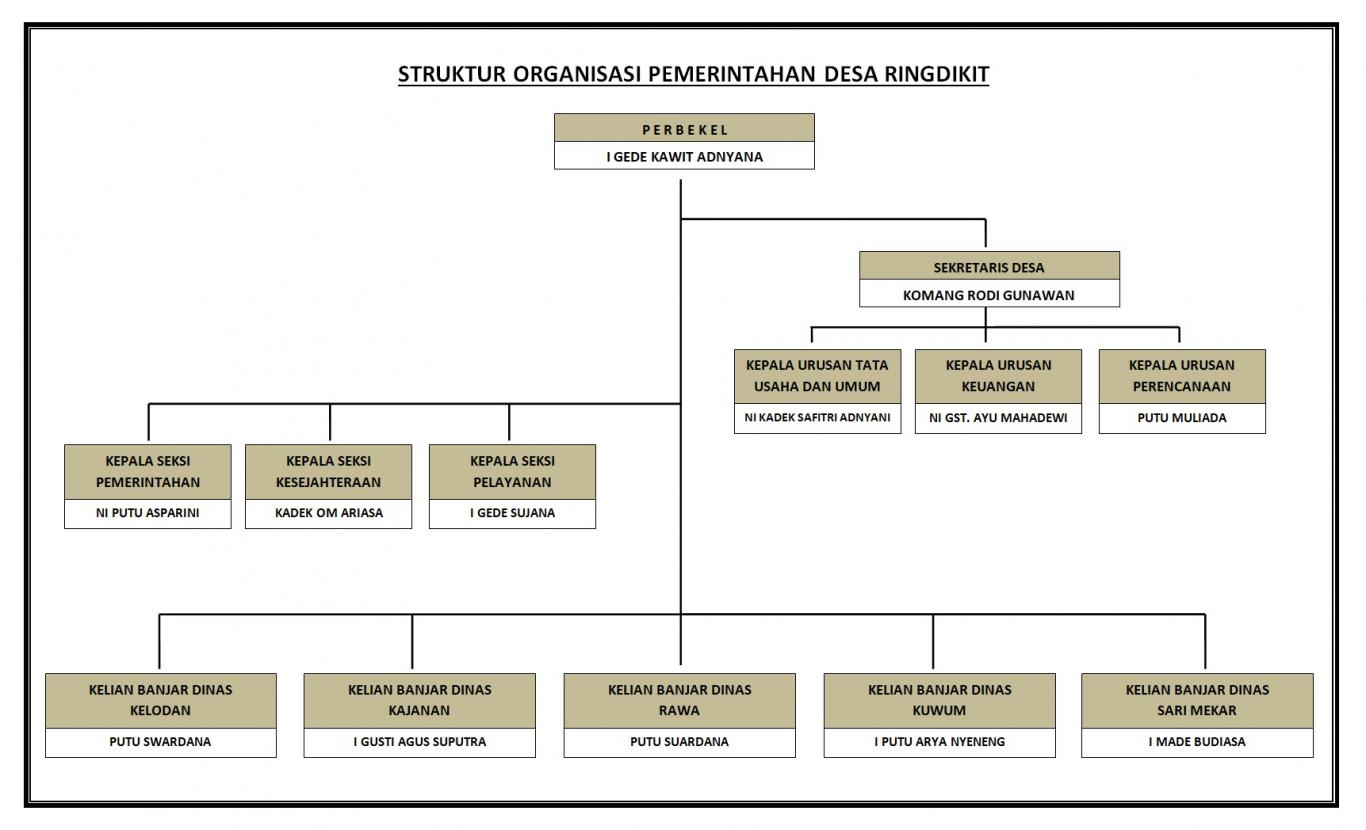 STRUKTUR ORGANISASI PEMERINTAHAN DESA RINGDIKIT
P E R B E K E L
I GEDE KAWIT ADNYANA
SEKRETARIS DESA
KOMANG RODI GUNAWAN
KEPALA URUSAN TATA
USAHA DAN UMUM
NI KADEK SAFITRI ADNYANI
KEPALA URUSAN
KEUANGAN
NI GST. AYU MAHADEWI
KEPALA URUSAN
PERENCANAAN
PUTU MULIADA
KEPALA SEKSI
PEMERINTAHAN
NI PUTU ASPARINI
KEPALA SEKSI
KESEJAHTERAAN
KADEK OM ARIASA
KEPALA SEKSI
PELAYANAN
I GEDE SUJANA
KELIAN BANJAR DINAS
KELODAN
PUTU SWARDANA
KELIAN BANJAR DINAS
KAJANAN
I GUSTI AGUS SUPUTRA
KELIAN BANJAR DINAS
RAWA
PUTU SUARDANA
KELIAN BANJAR DINAS
KUWUM
I PUTU ARYA NYENENG
KELIAN BANJAR DINAS
SARI MEKAR
I MADE BUDIASA